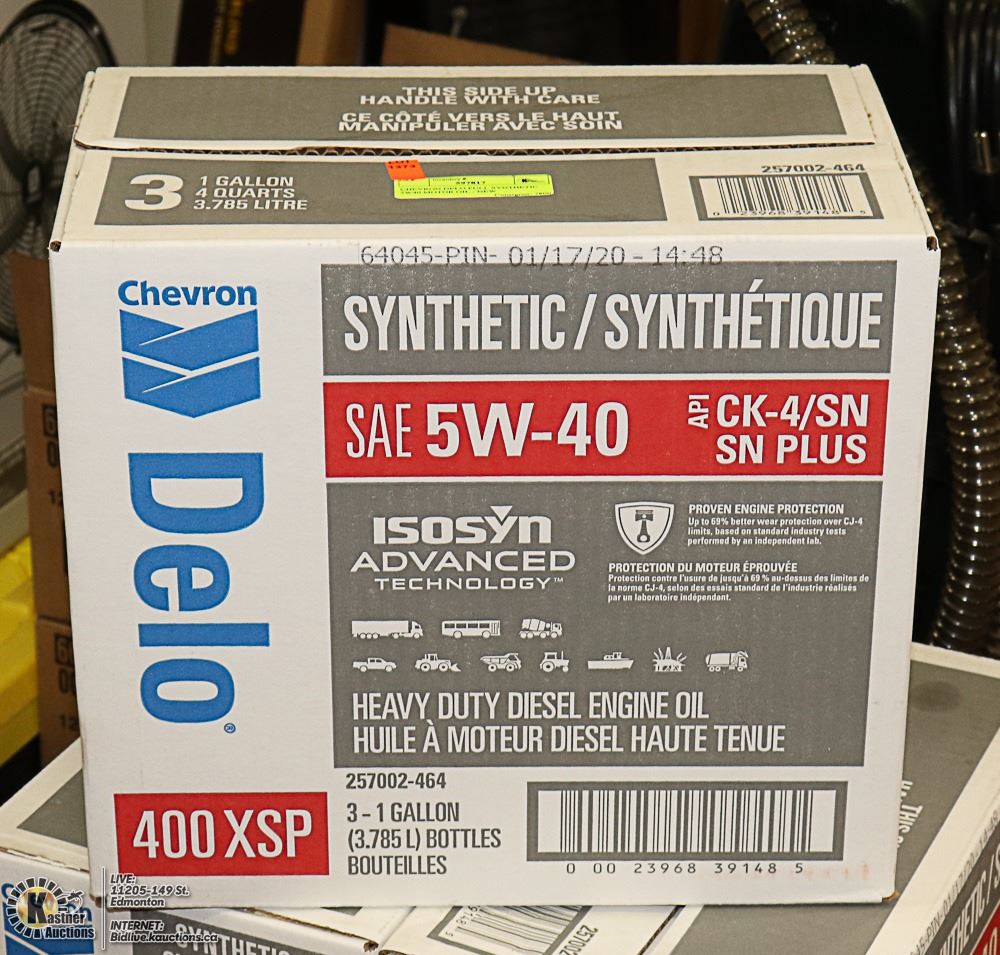 THIS SIDE UP
HANDLE WITH CARE
CE CÔTÉ VERS LE HAUT
MANIPULER AVEC SOIN
3
1 GALLON
4 QUARTS
3.785 LITRE
257002-464
0 23968 39148 5
64045-PIN- 01/17/20 - 14:48
Chevron
Delo®
SYNTHETIC / SYNTHÉTIQUE
SAE 5W-40
API CK-4/SN
SN PLUS
ISOSYN
ADVANCED
TECHNOLOGY™
PROVEN ENGINE PROTECTION
Up to 69% better wear protection over CJ-4
limits, based on standard industry tests
performed by an independent lab.
PROTECTION DU MOTEUR ÉPROUVÉE
Protection contre l'usure de jusqu'à 69 % au-dessus des limites de
la norme CJ-4, selon des essais standard de l'industrie réalisés
par un laboratoire indépendant.
HEAVY DUTY DIESEL ENGINE OIL
HUILE À MOTEUR DIESEL HAUTE TENUE
400 XSP
257002-464
3 - 1 GALLON
(3.785 L) BOTTLES
BOUTEILLES
0 00 23968 39148 5
Kastner
Auctions
LIVE:
11205-149 St.
Edmonton
INTERNET:
Bidlive.kauctions.ca
SYNTHETIC
257002
THIS